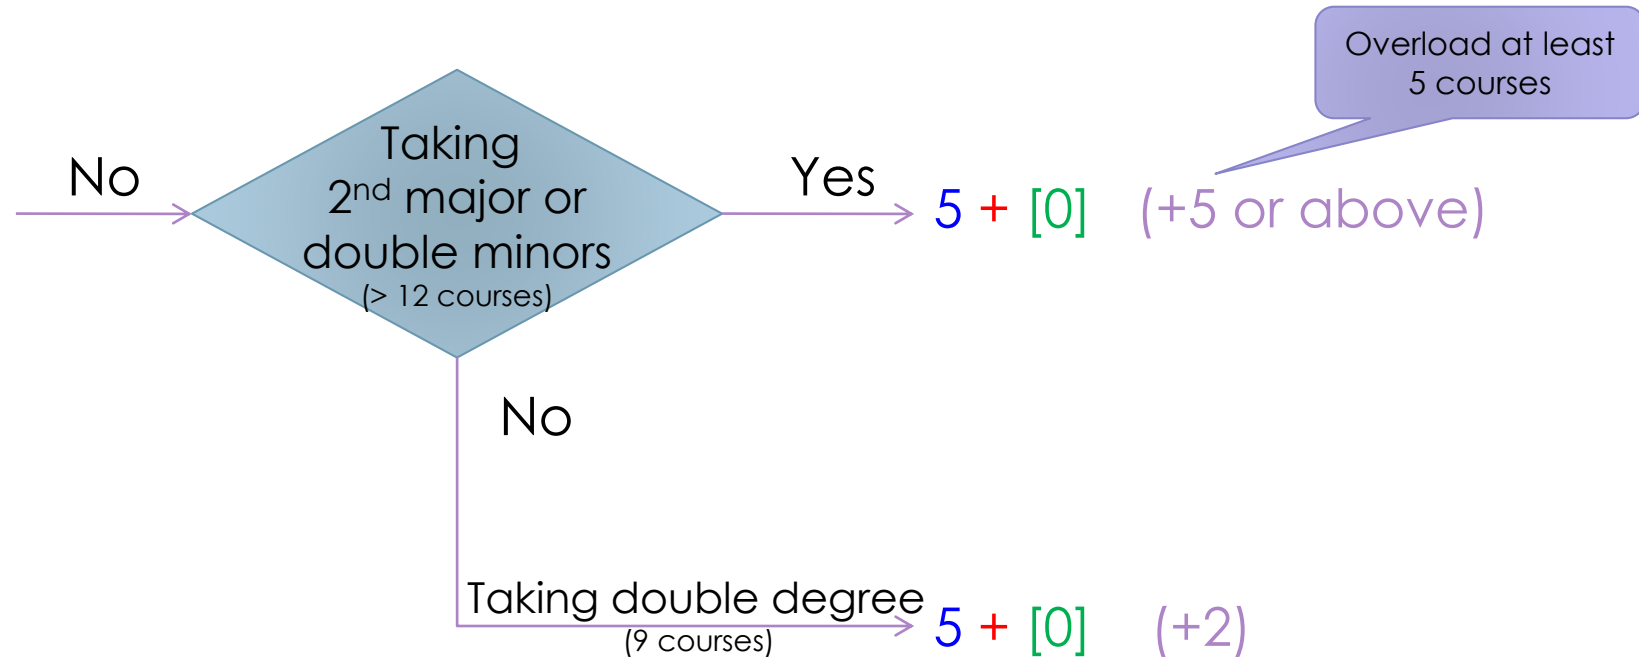 Overload at least
5 courses
No
Taking
2nd major or
double minors
(> 12 courses)
Yes
5 + [0] (+5 or above)
No
Taking double degree
(9 courses)
5 + [0] (+2)